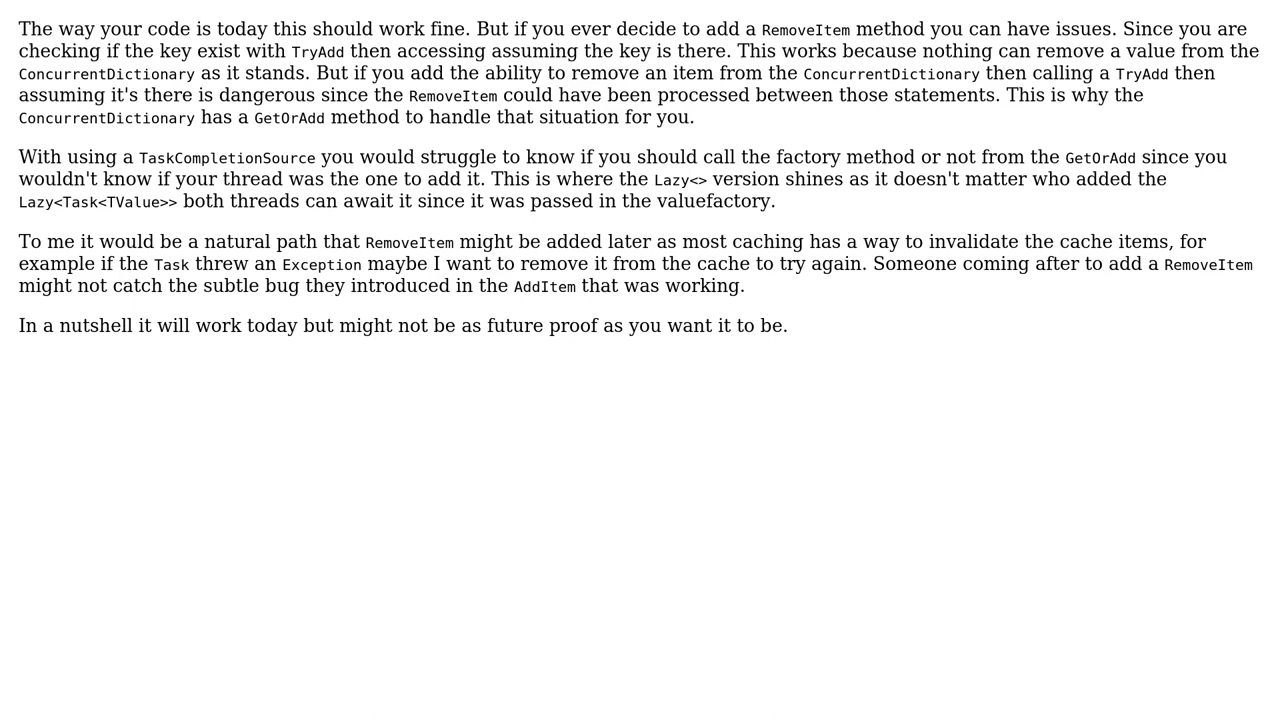 The way your code is today this should work fine. But if you ever decide to add a RemoveItem method you can have issues. Since you are
checking if the key exist with TryAdd then accessing assuming the key is there. This works because nothing can remove a value from the
ConcurrentDictionary as it stands. But if you add the ability to remove an item from the ConcurrentDictionary then calling a TryAdd then
assuming it's there is dangerous since the RemoveItem could have been processed between those statements. This is why the
ConcurrentDictionary has a GetOrAdd method to handle that situation for you.
With using a TaskCompletionSource you would struggle to know if you should call the factory method or not from the GetOrAdd since you
wouldn't know if your thread was the one to add it. This is where the Lazy<> version shines as it doesn't matter who added the
Lazy<Task<TValue>> both threads can await it since it was passed in the valuefactory.
To me it would be a natural path that RemoveItem might be added later as most caching has a way to invalidate the cache items, for
example if the Task threw an Exception maybe I want to remove it from the cache to try again. Someone coming after to add a RemoveItem
might not catch the subtle bug they introduced in the AddItem that was working.
In a nutshell it will work today but might not be as future proof as you want it to be.